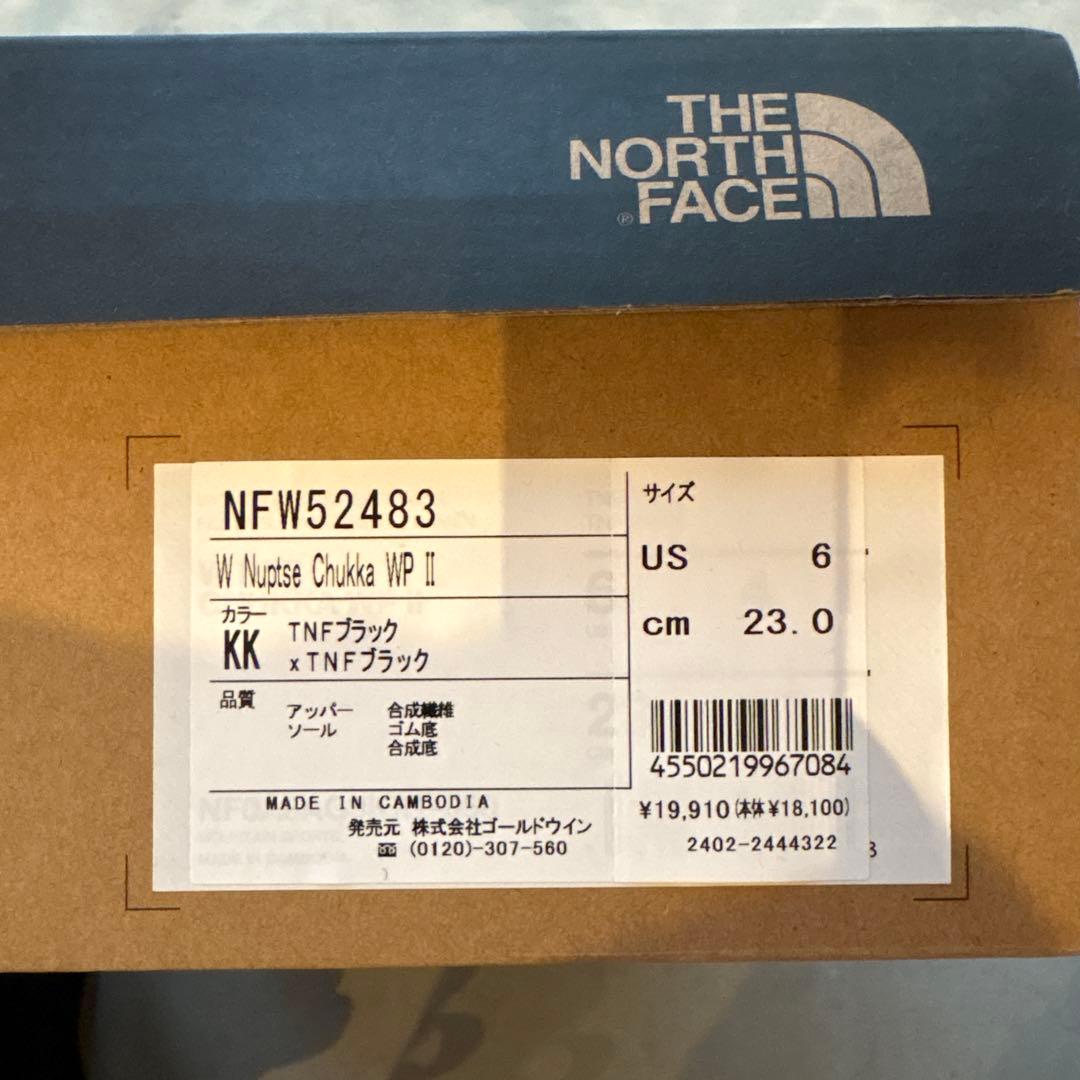 THE
NORTH
FACE
®
NFW52483
W Nuptse Chukka WP II
カラー
KK TNFブラック
xTNFブラック
品質
アッパー 合成繊維
ソール ゴム底
合成底
MADE IN CAMBODIA
発売元 株式会社ゴールドウイン
(0120)-307-560
サイズ
US 6
cm 23.0
4550219967084
¥19,910(本体¥18,100)
2402-2444322